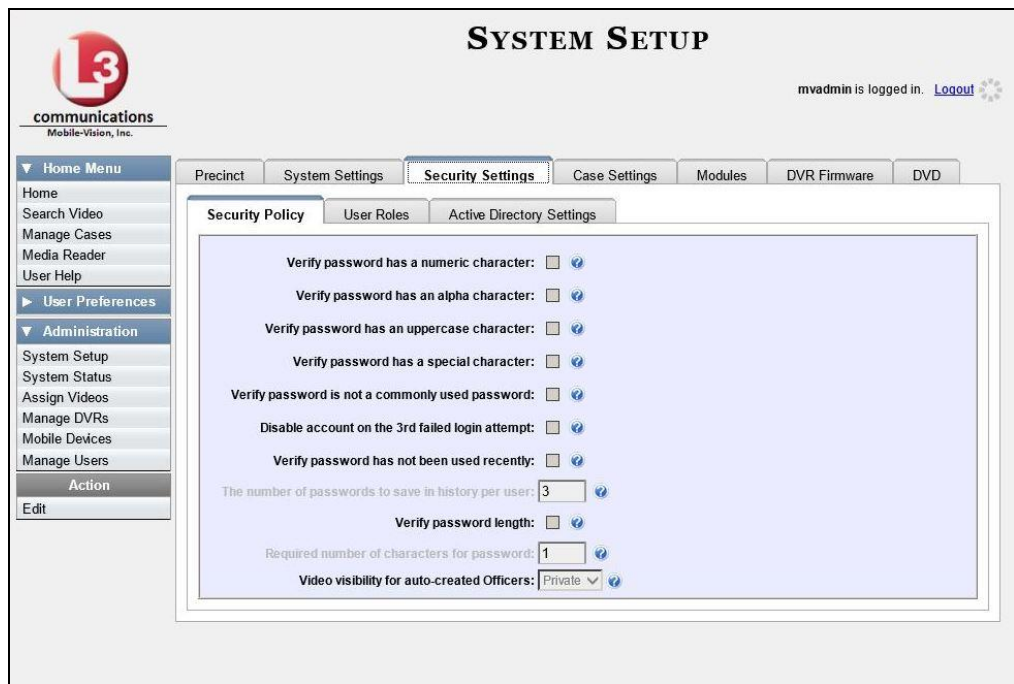 SYSTEM SETUP
L3
communications
Mobile-Vision, Inc.
mvadmin is logged in. Logout
Home Menu
Home
Search Video
Manage Cases
Media Reader
User Help
User Preferences
Administration
System Setup
System Status
Assign Videos
Manage DVRs
Mobile Devices
Manage Users
Action
Edit
Precinct System Settings Security Settings Case Settings Modules DVR Firmware DVD
Security Policy User Roles Active Directory Settings
Verify password has a numeric character: ?
Verify password has an alpha character: ?
Verify password has an uppercase character: ?
Verify password has a special character: ?
Verify password is not a commonly used password: ?
Disable account on the 3rd failed login attempt: ?
Verify password has not been used recently: ?
The number of passwords to save in history per user: 3 ?
Verify password length: ?
Required number of characters for password: 1 ?
Video visibility for auto-created Officers: Private ?